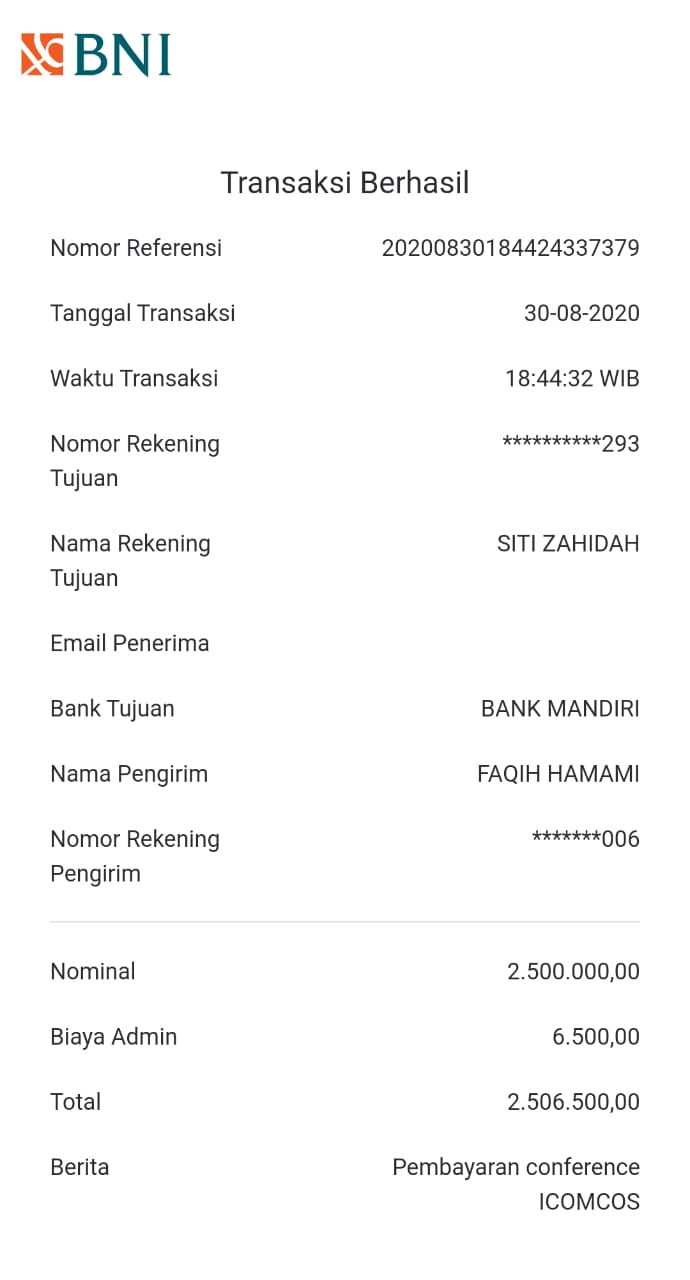 BNI
Transaksi Berhasil
Nomor Referensi 20200830184424337379
Tanggal Transaksi 30-08-2020
Waktu Transaksi 18:44:32 WIB
Nomor Rekening **********293
Tujuan
Nama Rekening SITI ZAHIDAH
Tujuan
Email Penerima
Bank Tujuan BANK MANDIRI
Nama Pengirim FAQIH HAMAMI
Nomor Rekening *******006
Pengirim
Nominal 2.500.000,00
Biaya Admin 6.500,00
Total 2.506.500,00
Berita Pembayaran conference
ICOMCOS